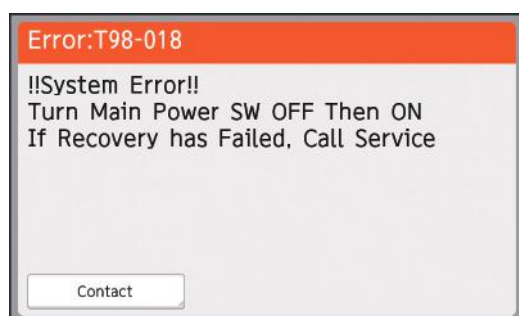 Error:T98-018
!!System Error!!
Turn Main Power SW OFF Then ON
If Recovery has Failed, Call Service
Contact